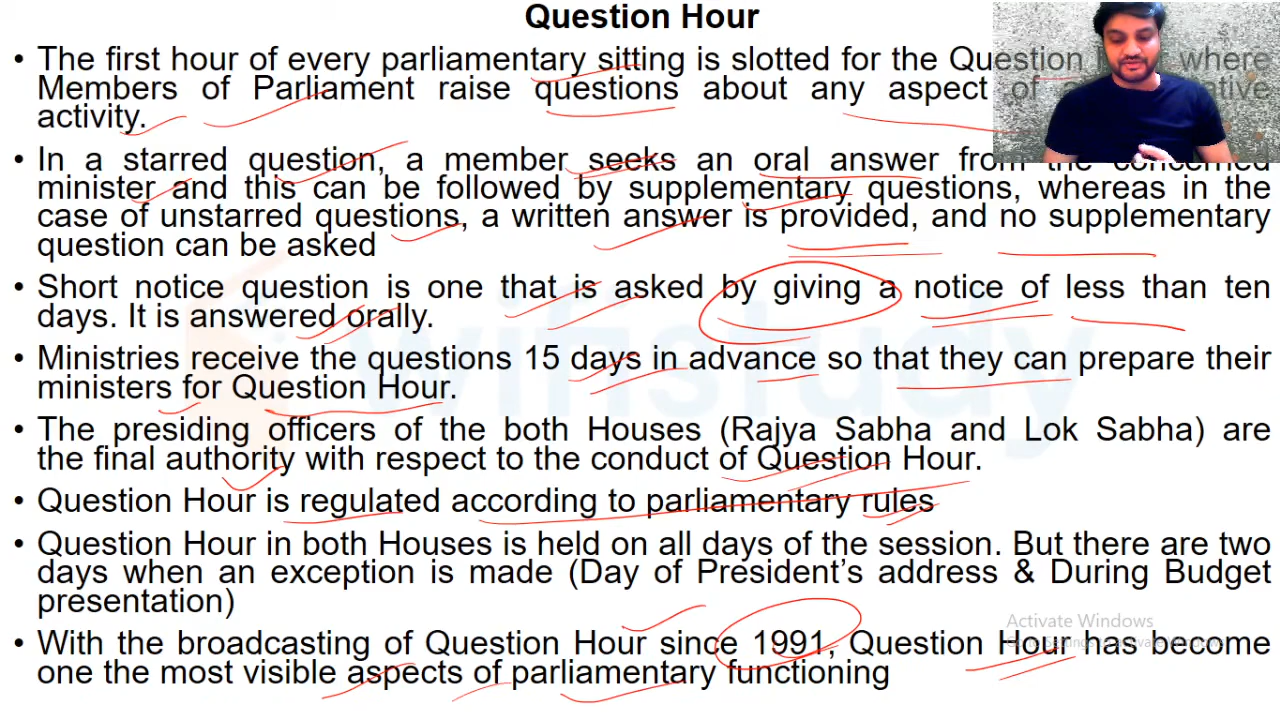 Question Hour
• The first hour of every parliamentary sitting is slotted for the Question where
Members of Parliament raise questions about any aspect of
activity.
• In a starred question, a member seeks an oral answer from the concerned
minister and this can be followed by supplementary questions, whereas in the
case of unstarred questions, a written answer is provided, and no supplementary
question can be asked
• Short notice question is one that is asked by giving a notice of less than ten
days. It is answered orally.
• Ministries receive the questions 15 days in advance so that they can prepare their
ministers for Question Hour.
• The presiding officers of the both Houses (Rajya Sabha and Lok Sabha) are
the final authority with respect to the conduct of Question Hour.
• Question Hour is regulated according to parliamentary rules
• Question Hour in both Houses is held on all days of the session. But there are two
days when an exception is made (Day of President’s address & During Budget
presentation)
• With the broadcasting of Question Hour since 1991, Question Hour has become
one the most visible aspects of parliamentary functioning
wifistudy
Activate Windows
Go to Settings to activate Windows.